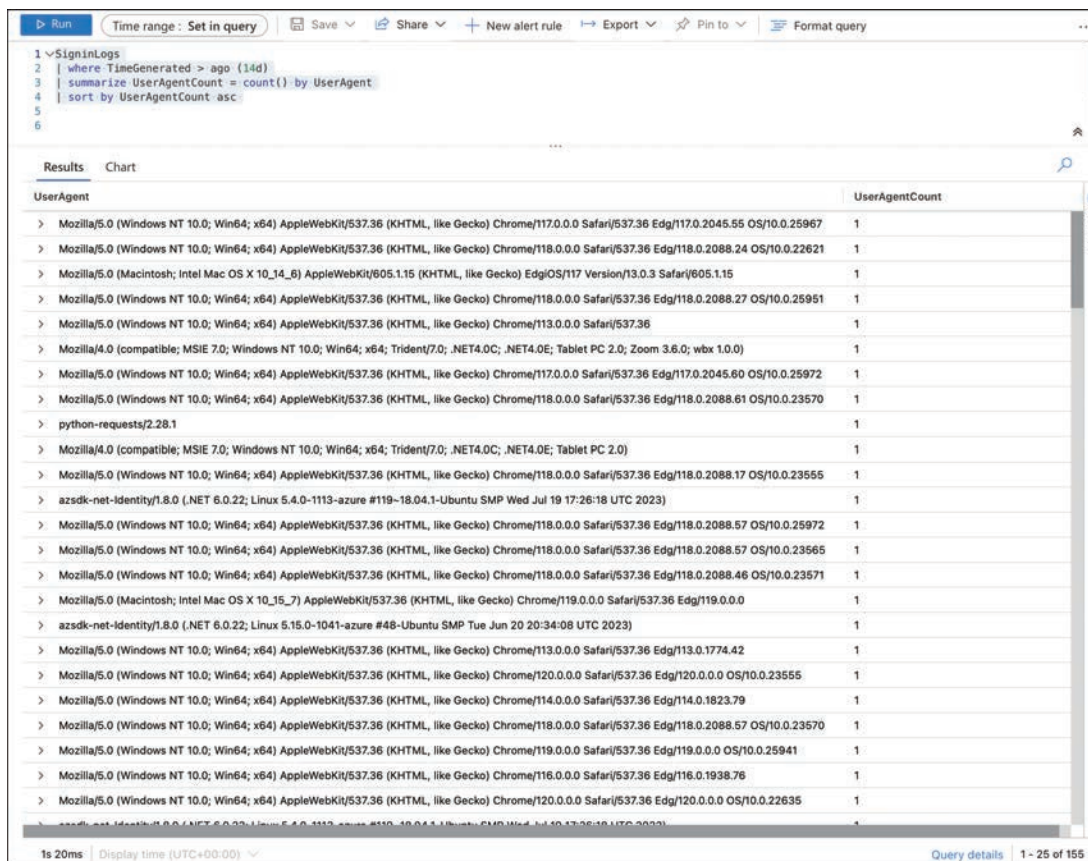 Run Time range : Set in query Save Share New alert rule Export Pin to Format query ..
1 SigninLogs
2 | where TimeGenerated > ago (14d)
3 | summarize UserAgentCount = count() by UserAgent
4 | sort by UserAgentCount asc
5
6
...
Results Chart
UserAgent UserAgentCount
> Mozilla/5.0 (Windows NT 10.0; Win64; x64) AppleWebKit/537.36 (KHTML, like Gecko) Chrome/117.0.0.0 Safari/537.36 Edg/117.0.2045.55 OS/10.0.25967 1
> Mozilla/5.0 (Windows NT 10.0; Win64; x64) AppleWebKit/537.36 (KHTML, like Gecko) Chrome/118.0.0.0 Safari/537.36 Edg/118.0.2088.24 OS/10.0.22621 1
> Mozilla/5.0 (Macintosh; Intel Mac OS X 10_14_6) AppleWebKit/605.1.15 (KHTML, like Gecko) EdgiOS/117 Version/13.0.3 Safari/605.1.15 1
> Mozilla/5.0 (Windows NT 10.0; Win64; x64) AppleWebKit/537.36 (KHTML, like Gecko) Chrome/118.0.0.0 Safari/537.36 Edg/118.0.2088.27 OS/10.0.25951 1
> Mozilla/5.0 (Windows NT 10.0; Win64; x64) AppleWebKit/537.36 (KHTML, like Gecko) Chrome/113.0.0.0 Safari/537.36 1
> Mozilla/4.0 (compatible; MSIE 7.0; Windows NT 10.0; Win64; x64; Trident/7.0; .NET4.0C; .NET4.0E; Tablet PC 2.0; Zoom 3.6.0; wbx 1.0.0) 1
> Mozilla/5.0 (Windows NT 10.0; Win64; x64) AppleWebKit/537.36 (KHTML, like Gecko) Chrome/117.0.0.0 Safari/537.36 Edg/117.0.2045.60 OS/10.0.25972 1
> Mozilla/5.0 (Windows NT 10.0; Win64; x64) AppleWebKit/537.36 (KHTML, like Gecko) Chrome/118.0.0.0 Safari/537.36 Edg/118.0.2088.61 OS/10.0.23570 1
> python-requests/2.28.1 1
> Mozilla/4.0 (compatible; MSIE 7.0; Windows NT 10.0; Win64; x64; Trident/7.0; .NET4.0C; .NET4.0E; Tablet PC 2.0) 1
> Mozilla/5.0 (Windows NT 10.0; Win64; x64) AppleWebKit/537.36 (KHTML, like Gecko) Chrome/118.0.0.0 Safari/537.36 Edg/118.0.2088.17 OS/10.0.23555 1
> azsdk-net-Identity/1.8.0 (.NET 6.0.22; Linux 5.4.0-1113-azure #119~18.04.1-Ubuntu SMP Wed Jul 19 17:26:18 UTC 2023) 1
> Mozilla/5.0 (Windows NT 10.0; Win64; x64) AppleWebKit/537.36 (KHTML, like Gecko) Chrome/118.0.0.0 Safari/537.36 Edg/118.0.2088.57 OS/10.0.25972 1
> Mozilla/5.0 (Windows NT 10.0; Win64; x64) AppleWebKit/537.36 (KHTML, like Gecko) Chrome/118.0.0.0 Safari/537.36 Edg/118.0.2088.57 OS/10.0.23565 1
> Mozilla/5.0 (Windows NT 10.0; Win64; x64) AppleWebKit/537.36 (KHTML, like Gecko) Chrome/118.0.0.0 Safari/537.36 Edg/118.0.2088.46 OS/10.0.23571 1
> Mozilla/5.0 (Macintosh; Intel Mac OS X 10_15_7) AppleWebKit/537.36 (KHTML, like Gecko) Chrome/119.0.0.0 Safari/537.36 Edg/119.0.0.0 1
> azsdk-net-Identity/1.8.0 (.NET 6.0.22; Linux 5.15.0-1041-azure #48-Ubuntu SMP Tue Jun 20 20:34:08 UTC 2023) 1
> Mozilla/5.0 (Windows NT 10.0; Win64; x64) AppleWebKit/537.36 (KHTML, like Gecko) Chrome/113.0.0.0 Safari/537.36 Edg/113.0.1774.42 1
> Mozilla/5.0 (Windows NT 10.0; Win64; x64) AppleWebKit/537.36 (KHTML, like Gecko) Chrome/120.0.0.0 Safari/537.36 Edg/120.0.0.0 OS/10.0.23555 1
> Mozilla/5.0 (Windows NT 10.0; Win64; x64) AppleWebKit/537.36 (KHTML, like Gecko) Chrome/114.0.0.0 Safari/537.36 Edg/114.0.1823.79 1
> Mozilla/5.0 (Windows NT 10.0; Win64; x64) AppleWebKit/537.36 (KHTML, like Gecko) Chrome/118.0.0.0 Safari/537.36 Edg/118.0.2088.57 OS/10.0.23570 1
> Mozilla/5.0 (Windows NT 10.0; Win64; x64) AppleWebKit/537.36 (KHTML, like Gecko) Chrome/119.0.0.0 Safari/537.36 Edg/119.0.0.0 OS/10.0.25941 1
> Mozilla/5.0 (Windows NT 10.0; Win64; x64) AppleWebKit/537.36 (KHTML, like Gecko) Chrome/116.0.0.0 Safari/537.36 Edg/116.0.1938.76 1
> Mozilla/5.0 (Windows NT 10.0; Win64; x64) AppleWebKit/537.36 (KHTML, like Gecko) Chrome/120.0.0.0 Safari/537.36 Edg/120.0.0.0 OS/10.0.22635 1
1s 20ms Display time (UTC+00:00) Query details 1 - 25 of 155